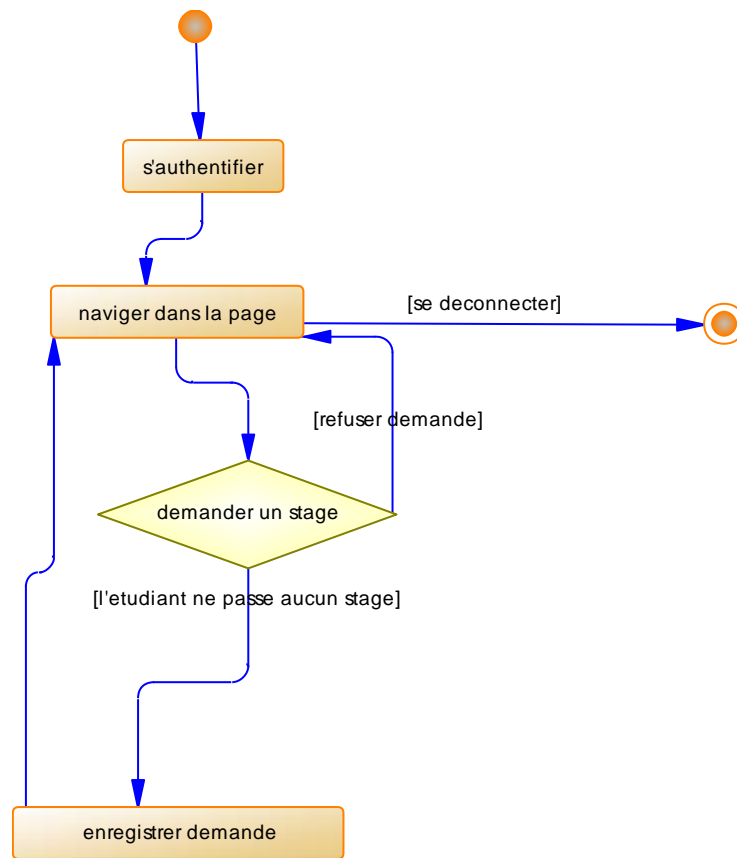 s'authentifier
naviger dans la page
[se deconnecter]
[refuser demande]
demander un stage
[l'etudiant ne passe aucun stage]
enregistrer demande